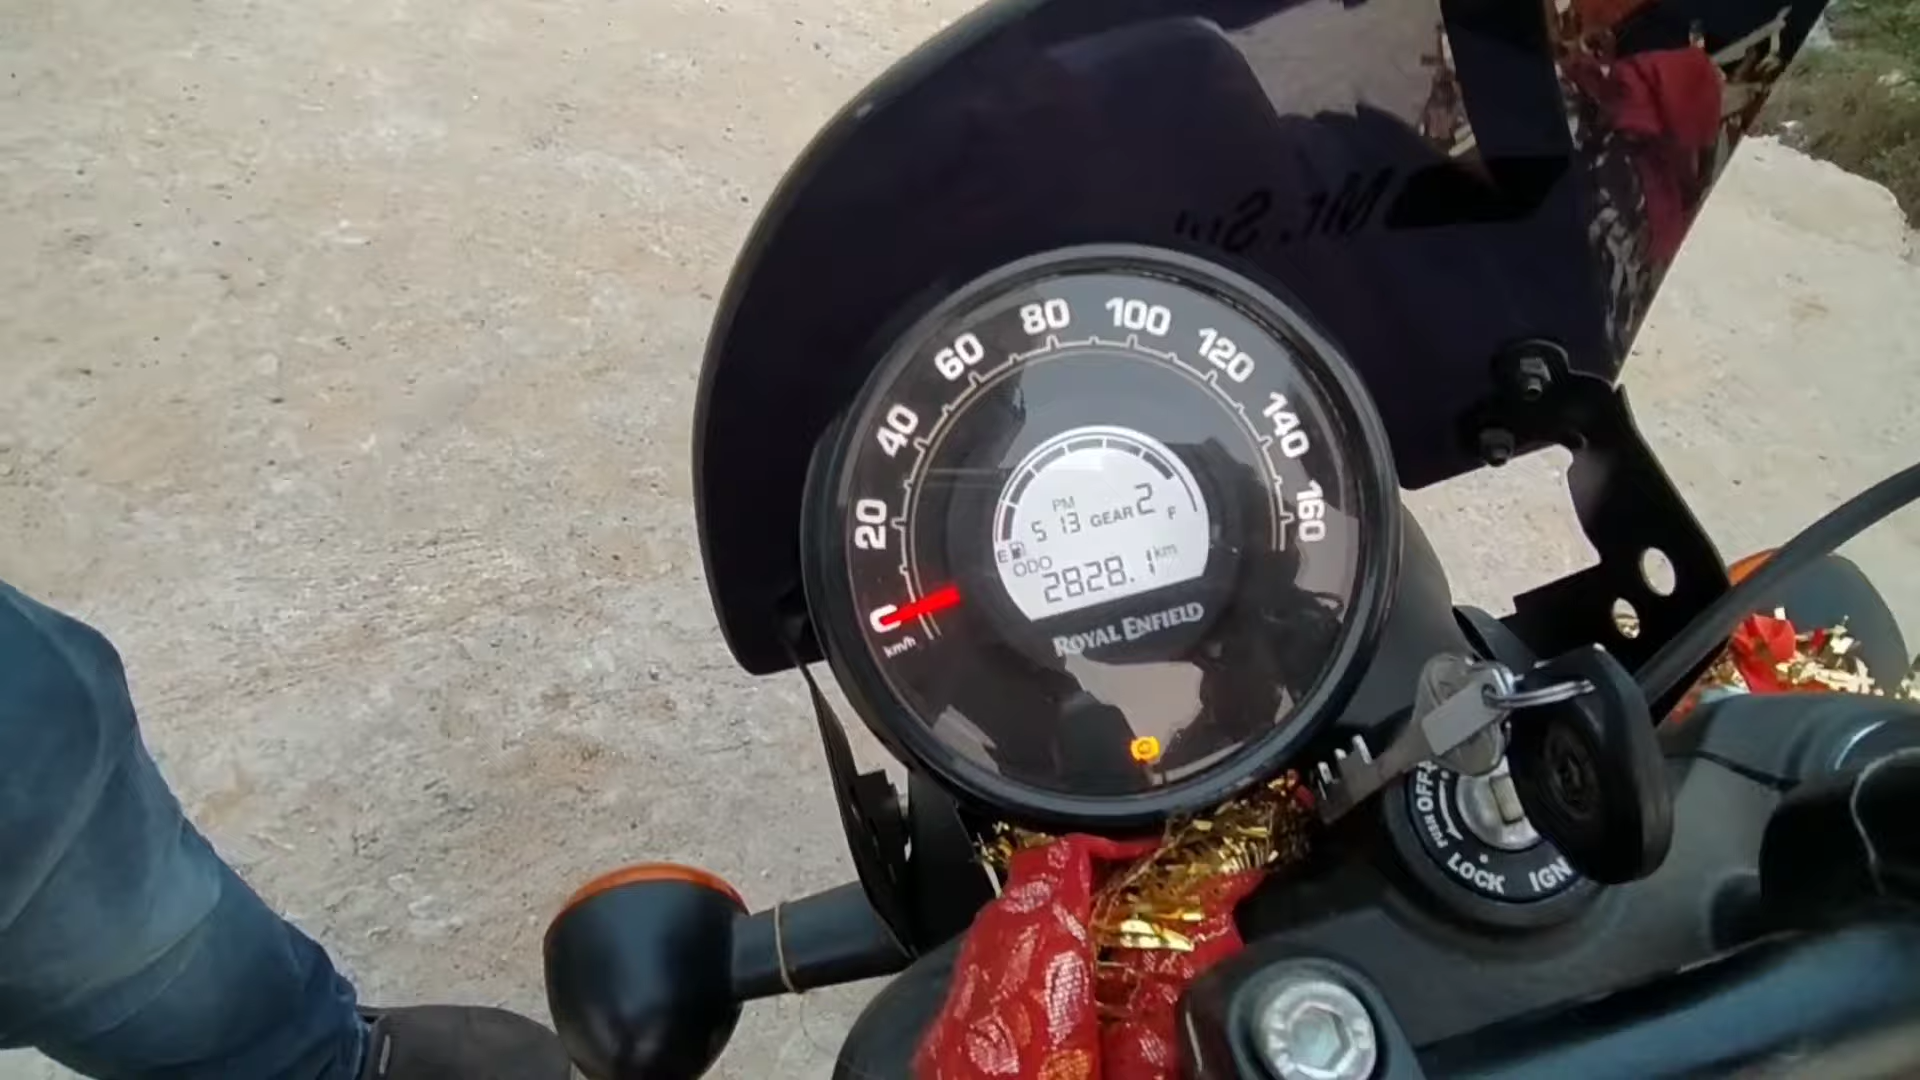 0 20 40 60 80 100 120 140 160
km/h
PM
5 13 GEAR 2
E F
ODO
2828.1 km
ROYAL ENFIELD
OFF
PUSH
LOCK IGN